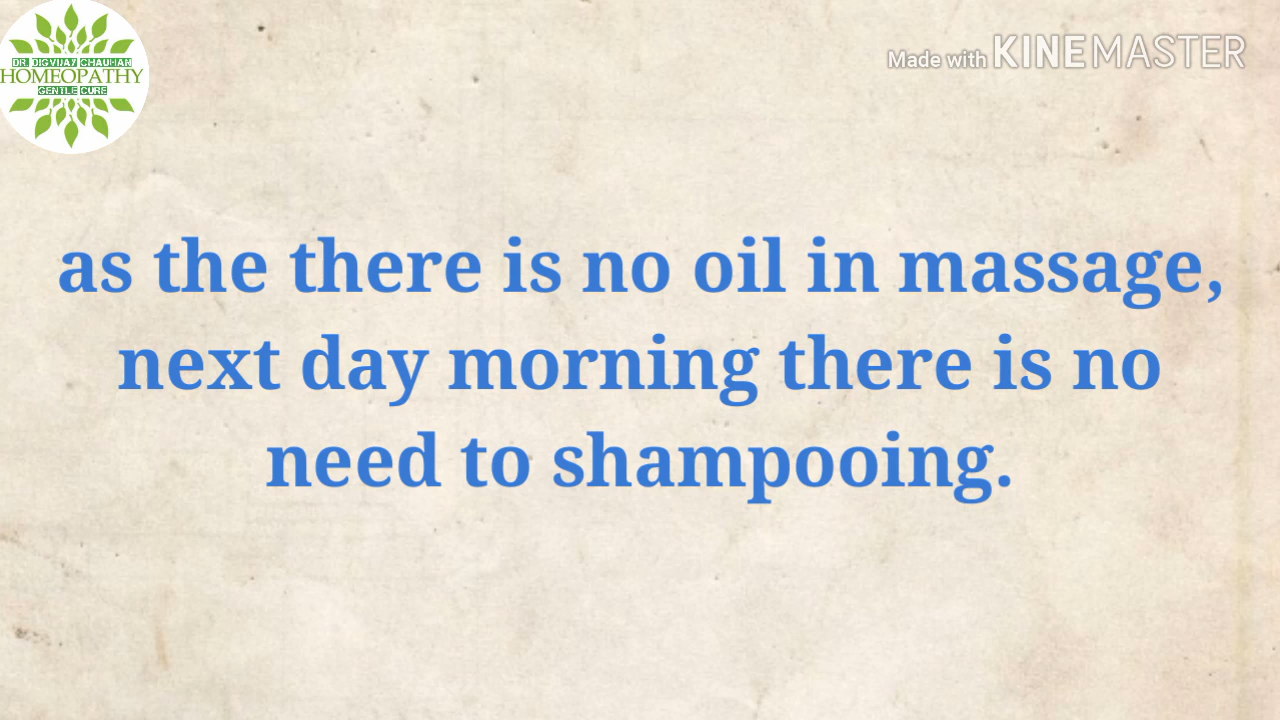 DR DIGVIJAY CHAUHAN
HOMEOPATHY
GENTLE CURE
Made with KINEMASTER
as the there is no oil in massage,
next day morning there is no
need to shampooing.